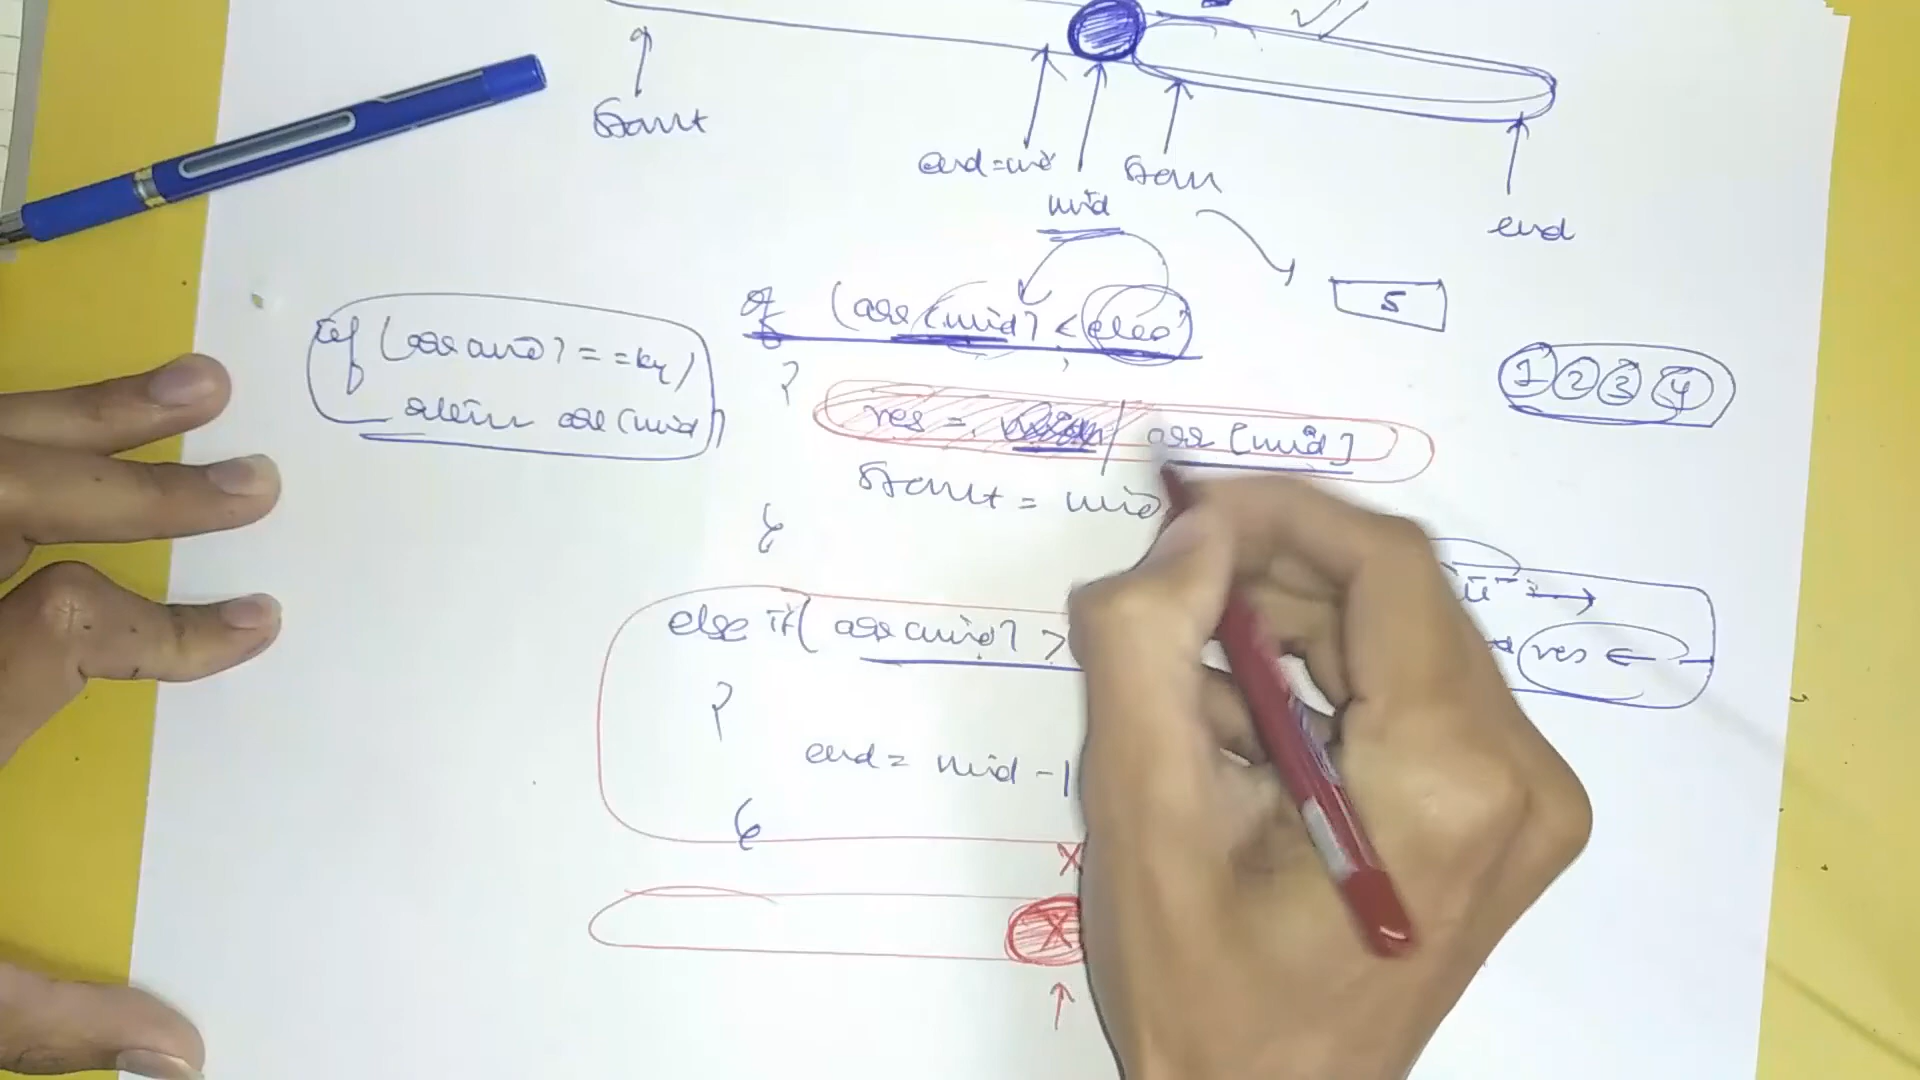 start
end=mid start
mid
end
if (arr[mid] < ele)
5
if (arr[mid] == key)
return arr[mid]
1 2 3 4
{
res = arr[mid]
start = mid
}
else if( arr[mid] >
res ←
{
end = mid - 1
}
X
X